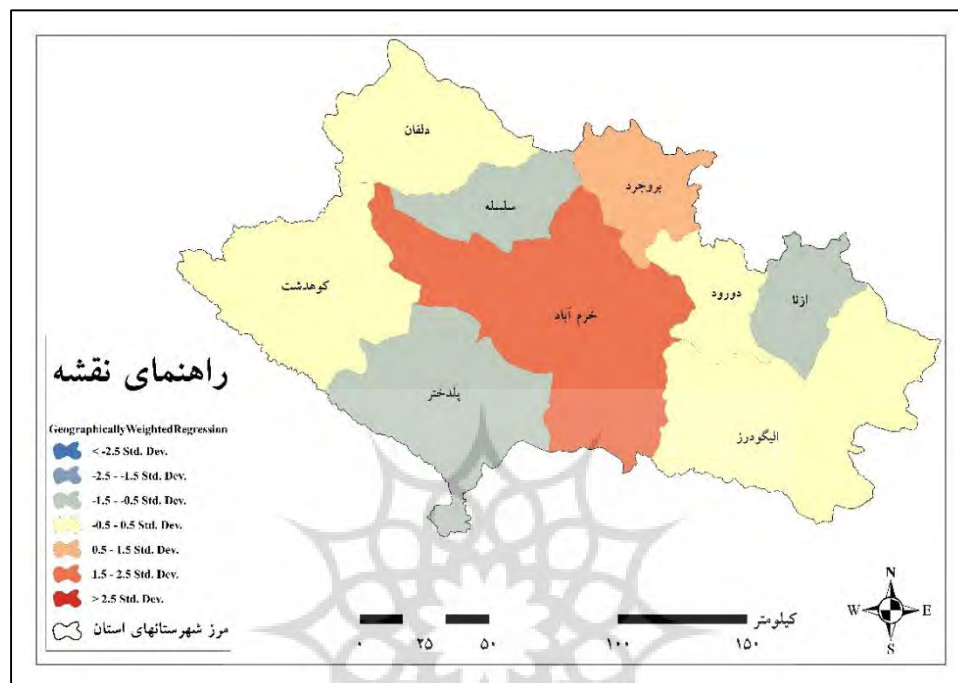 دلفان
بروجرد
سلسله
ازنا
کوهدشت
دورود
خرم آباد
پلدختر
الیگودرز
راهنمای نقشه
GeographicallyWeightedRegression
< -2.5 Std. Dev.
-2.5 - -1.5 Std. Dev.
-1.5 - -0.5 Std. Dev.
-0.5 - 0.5 Std. Dev.
0.5 - 1.5 Std. Dev.
1.5 - 2.5 Std. Dev.
> 2.5 Std. Dev.
مرز شهرستانهای استان
کیلومتر
۰ ۲۵ ۵۰ ۱۰۰ ۱۵۰
N
W E
S